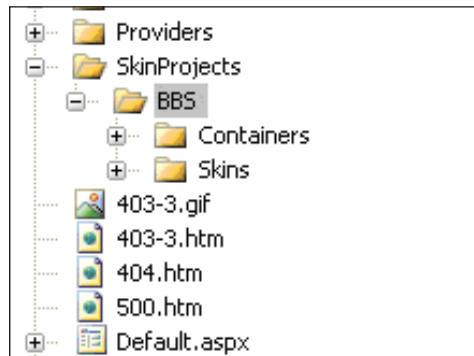 Providers
SkinProjects
BBS
Containers
Skins
403-3.gif
403-3.htm
404.htm
500.htm
Default.aspx